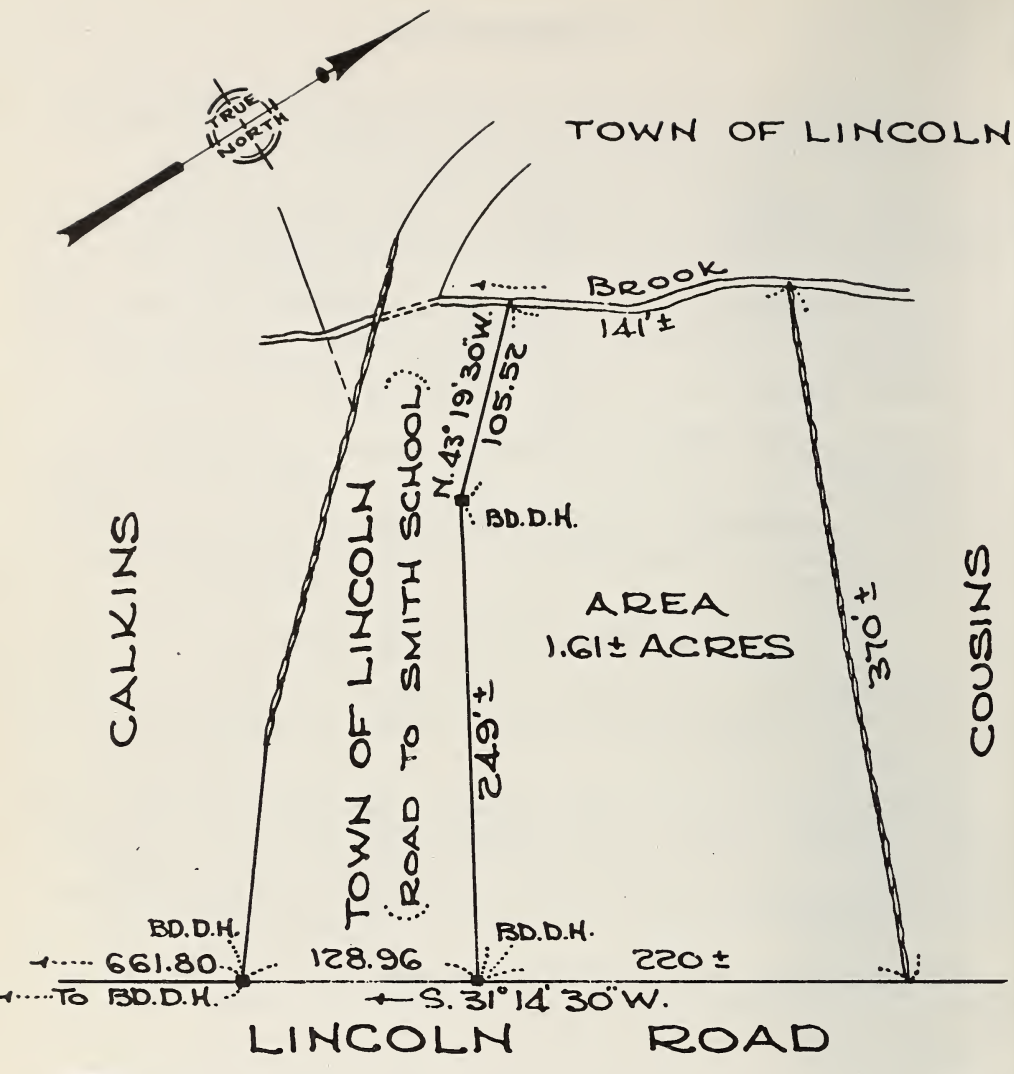 TRUE
NORTH
TOWN OF LINCOLN
BROOK
141'±
N. 43° 19' 30" W.
105.52
BD.D.H.
TOWN OF LINCOLN
(ROAD TO SMITH SCHOOL)
CALKINS
AREA
1.61± ACRES
370'±
COUSINS
249'±
BD.D.H.
BD.D.H.
661.80
128.96
220±
TO BD.D.H.
S. 31° 14' 30" W.
LINCOLN ROAD